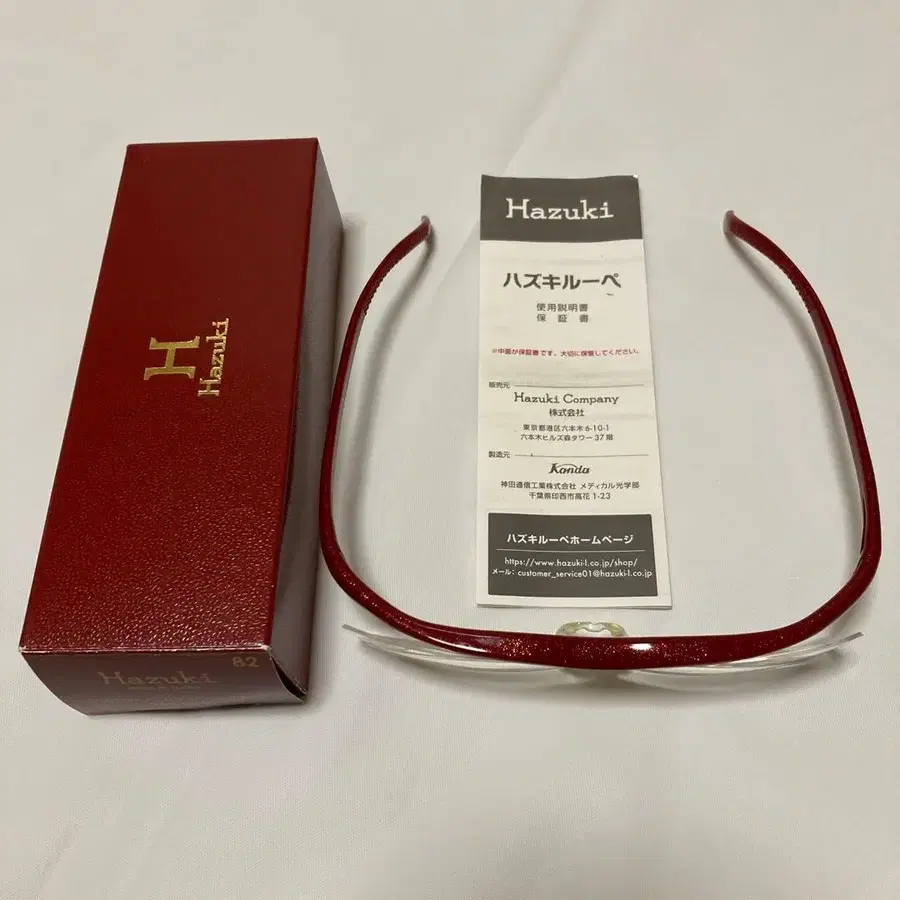 H
Hazuki
Hazuki
82
Hazuki
ハズキルーペ
使用説明書
保証書
※中面が保証書です。大切に保管してください。
販売元
Hazuki Company
株式会社
東京都港区六本木6-10-1
六本木ヒルズ森タワー37階
製造元
Kanda
神田通信工業株式会社 メディカル光学部
千葉県印西市高花1-23
ハズキルーペホームページ
https://www.hazuki-l.co.jp/shop/
メール：customer_service01@hazuki-l.co.jp